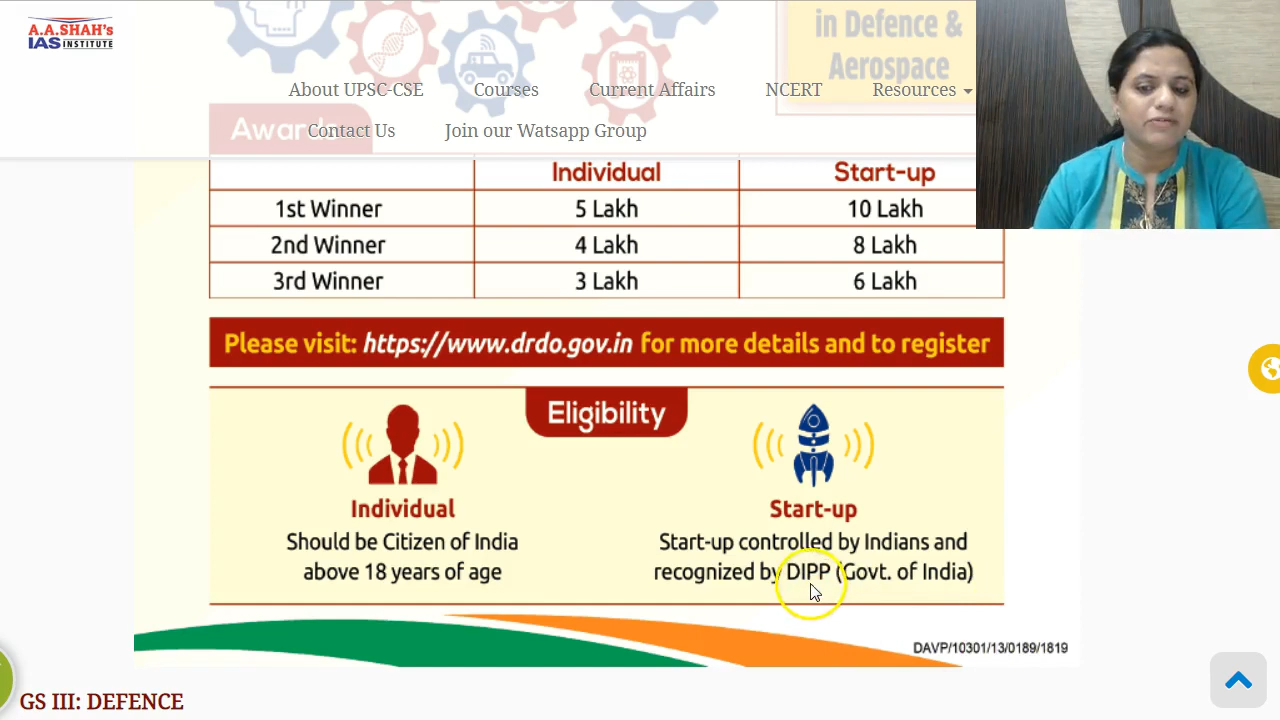 A.A.SHAH's
IAS INSTITUTE
in Defence &
Aerospace
About UPSC-CSE Courses Current Affairs NCERT Resources
Contact Us Join our Watsapp Group
Awards
Individual Start-up
1st Winner 5 Lakh 10 Lakh
2nd Winner 4 Lakh 8 Lakh
3rd Winner 3 Lakh 6 Lakh
Please visit: https://www.drdo.gov.in for more details and to register
Eligibility
Individual
Should be Citizen of India
above 18 years of age
Start-up
Start-up controlled by Indians and
recognized by DIPP (Govt. of India)
DAVP/10301/13/0189/1819
GS III: DEFENCE